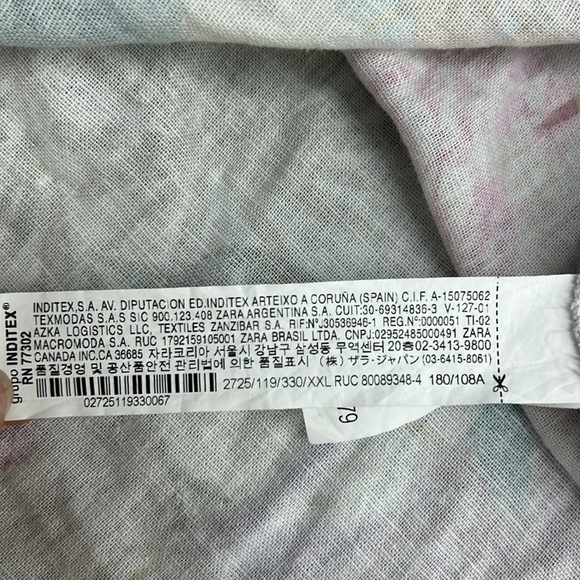 grupo INDITEX®
RN 77302
INDITEX,S.A. AV. DIPUTACION ED.INDITEX ARTEIXO A CORUÑA (SPAIN) C.I.F. A-15075062
TEXMODAS S.A.S SIC 900.123.408 ZARA ARGENTINA S.A. CUIT:30-69314835-3 V-127-01
AZKA LOGISTICS LLC, TEXTILES ZANZIBAR S.A. RIF:Nº.J30536946-1 REG.Nº:0000051 TI-02
MACROMODA S.A. RUC 1792159105001 ZARA BRASIL LTDA. CNPJ:02952485000491 ZARA
CANADA INC.CA 36685 자라코리아 서울시 강남구 삼성동 무역센터 20층 02-3413-9800
품질경영 및 공산품안전 관리법에 의한 품질표시 (株) ザラ・ジャパン (03-6415-8061)
2725/119/330/XXL RUC 80089348-4 180/108A
02725119330067
79